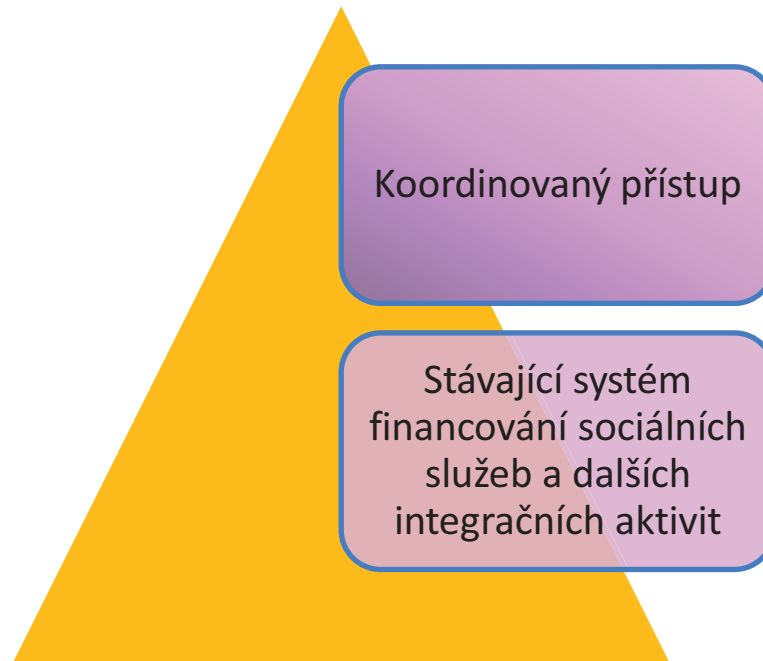 Koordinovaný přístup
Stávající systém
financování sociálních
služeb a dalších
integračních aktivit